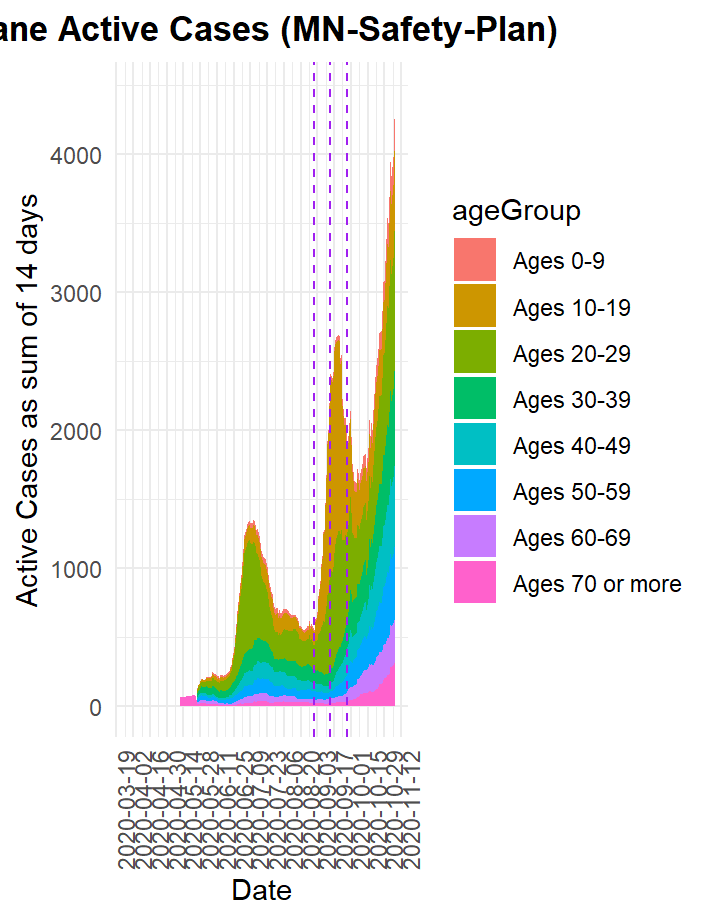 ane Active Cases (MN-Safety-Plan)
Active Cases as sum of 14 days
4000
3000
2000
1000
0
2020-03-19
2020-04-02
2020-04-16
2020-04-30
2020-05-14
2020-05-28
2020-06-11
2020-06-25
2020-07-09
2020-07-23
2020-08-06
2020-08-20
2020-09-03
2020-09-17
2020-10-01
2020-10-15
2020-10-29
2020-11-12
Date
ageGroup
Ages 0-9
Ages 10-19
Ages 20-29
Ages 30-39
Ages 40-49
Ages 50-59
Ages 60-69
Ages 70 or more